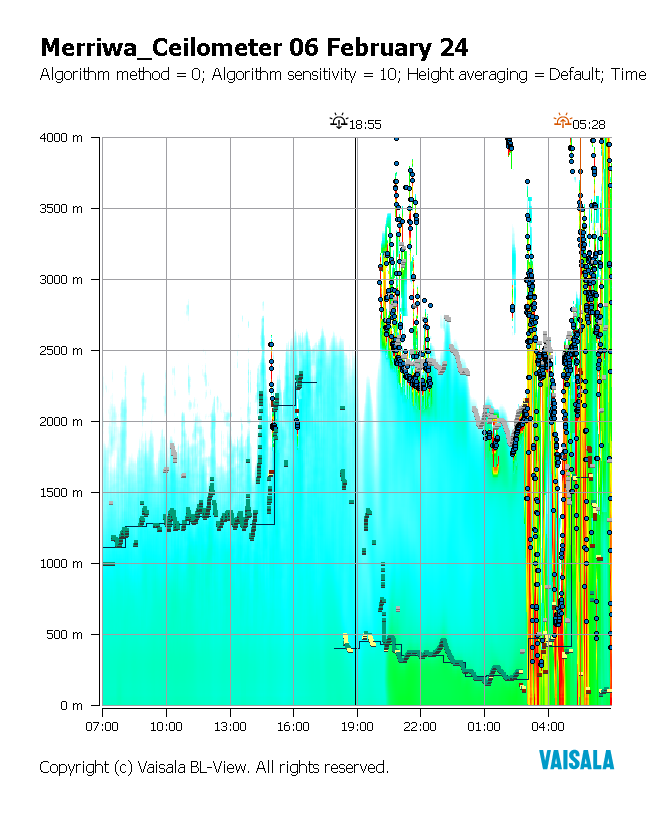 Merriwa_Ceilometer 06 February 24
Algorithm method = 0; Algorithm sensitivity = 10; Height averaging = Default; Time
18:55 05:28
4000 m
3500 m
3000 m
2500 m
2000 m
1500 m
1000 m
500 m
0 m
07:00 10:00 13:00 16:00 19:00 22:00 01:00 04:00
Copyright (c) Vaisala BL-View. All rights reserved.
VAISALA